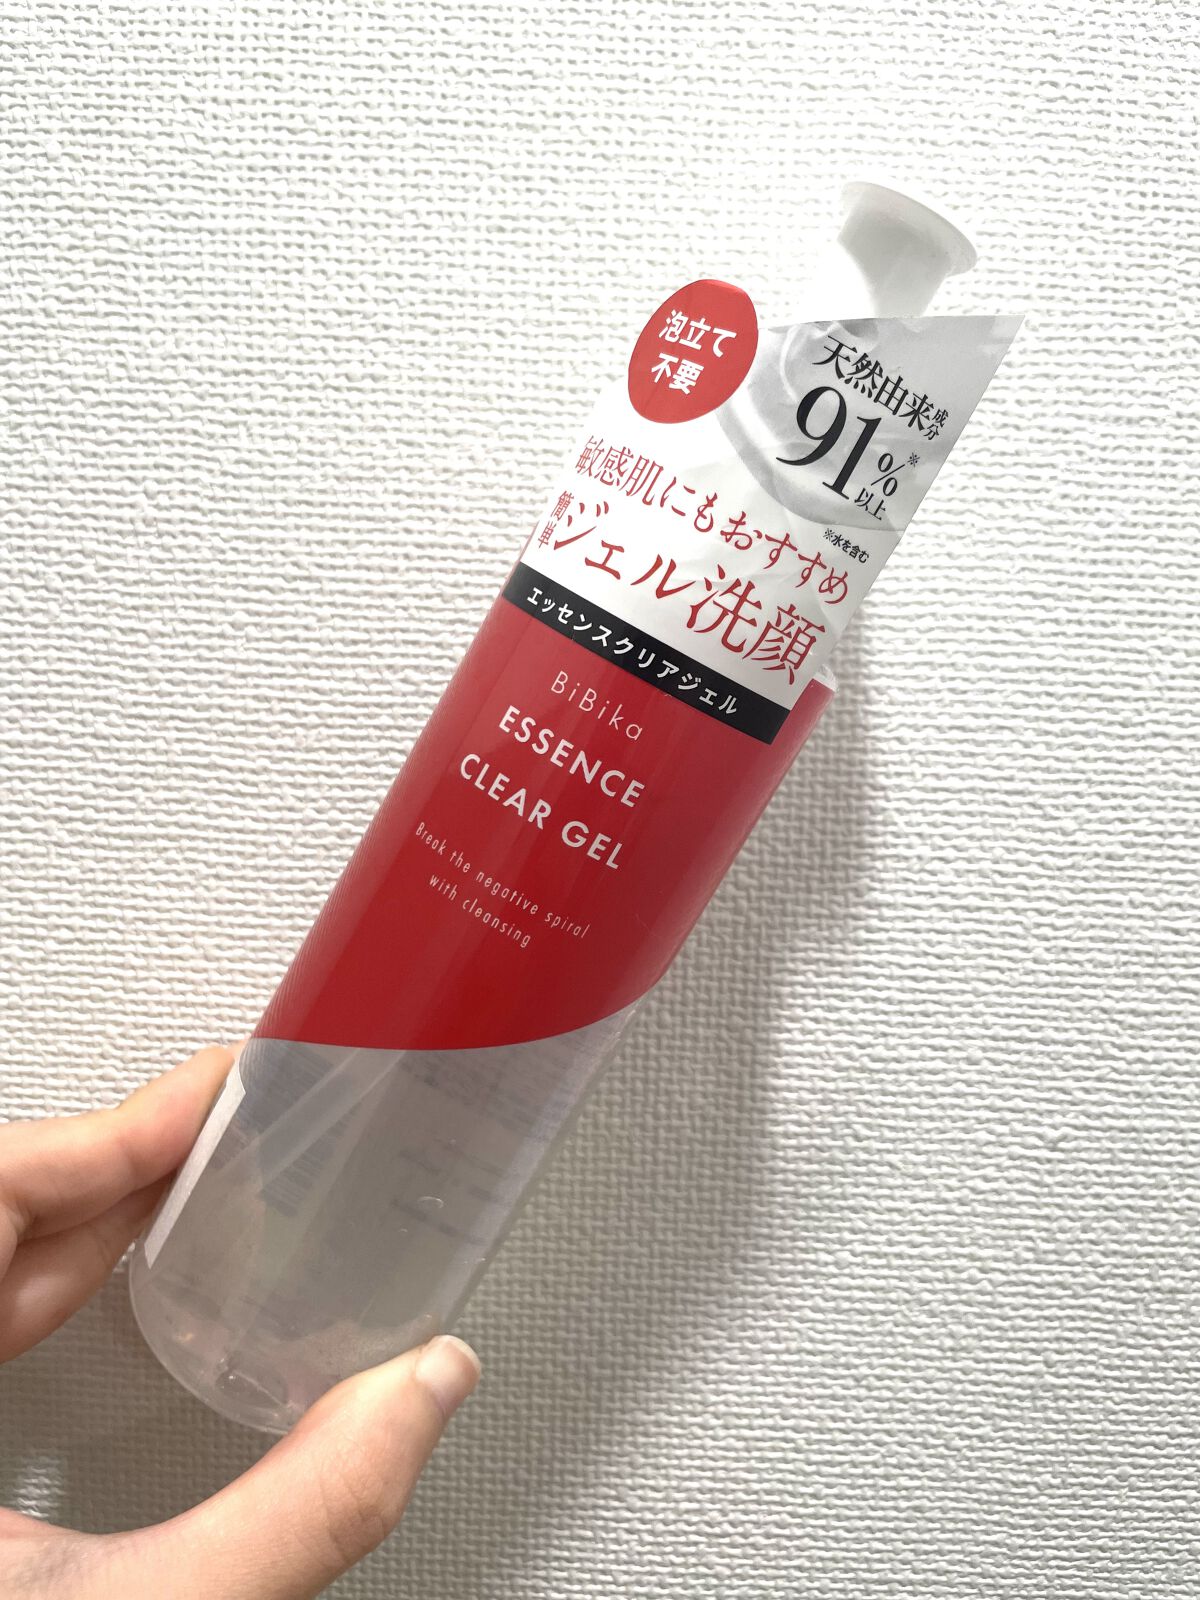 泡立て
不要
天然由来成分
91%※以上
※水を含む
敏感肌にもおすすめ
簡単ジェル洗顔
エッセンスクリアジェル
BiBika
ESSENCE
CLEAR GEL
Break the negative spiral
with cleansing